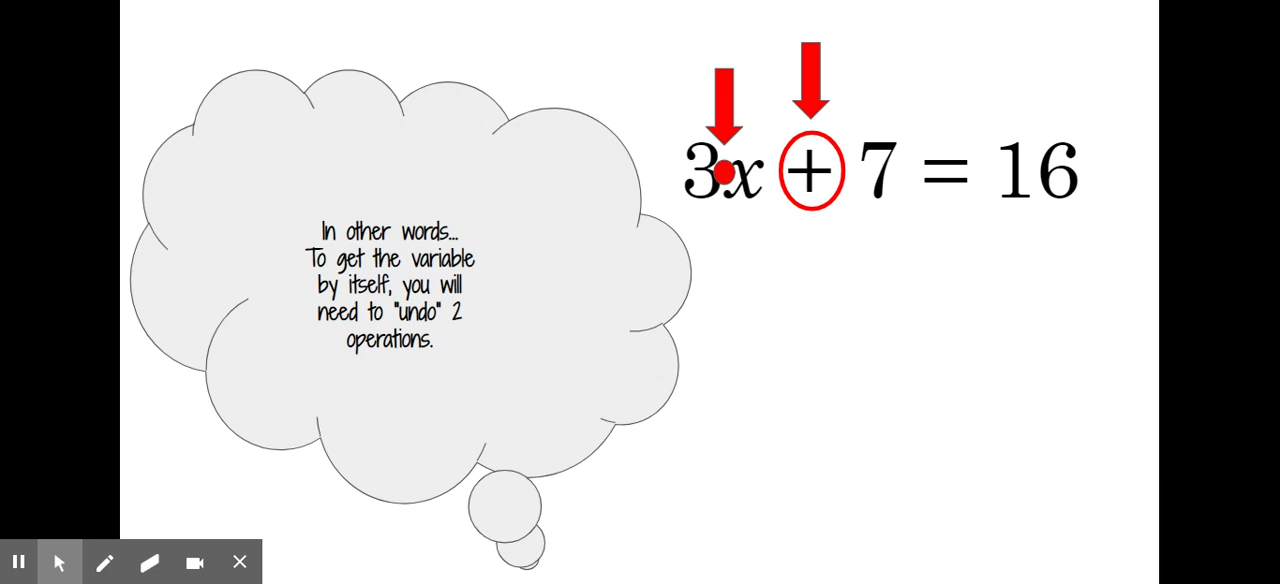 In other words...
To get the variable
by itself, you will
need to "undo" 2
operations.
3x + 7 = 16